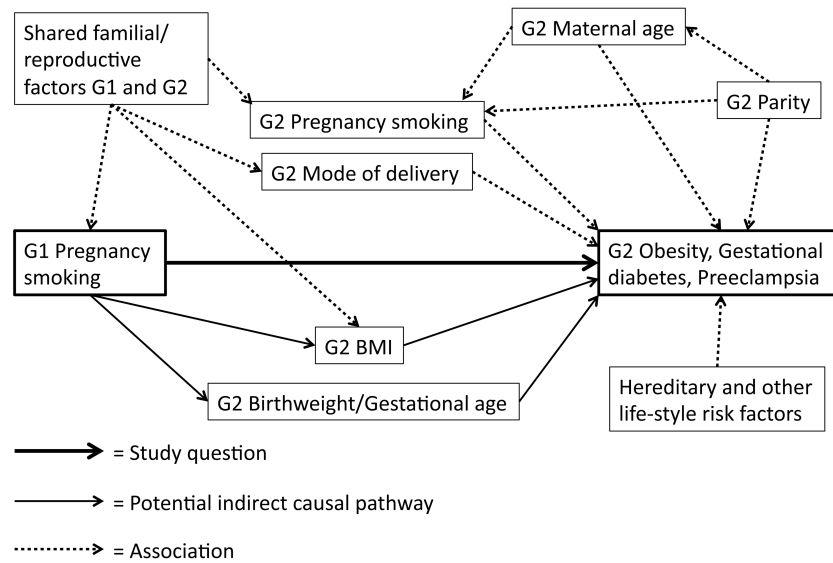 Shared familial/
reproductive
factors G1 and G2
G2 Maternal age
G2 Parity
G2 Pregnancy smoking
G2 Mode of delivery
G1 Pregnancy
smoking
G2 Obesity, Gestational
diabetes, Preeclampsia
G2 BMI
G2 Birthweight/Gestational age
Hereditary and other
life-style risk factors
= Study question
= Potential indirect causal pathway
= Association